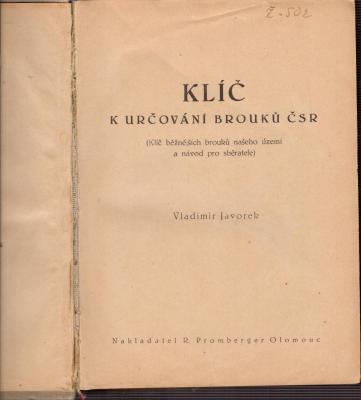 Z-502
KLÍČ
K URČOVÁNÍ BROUKŮ ČSR
(Klíč běžnějších brouků našeho území
a návod pro sběratele)
Vladimír Javorek
Nakladatel R. Promberger Olomouc